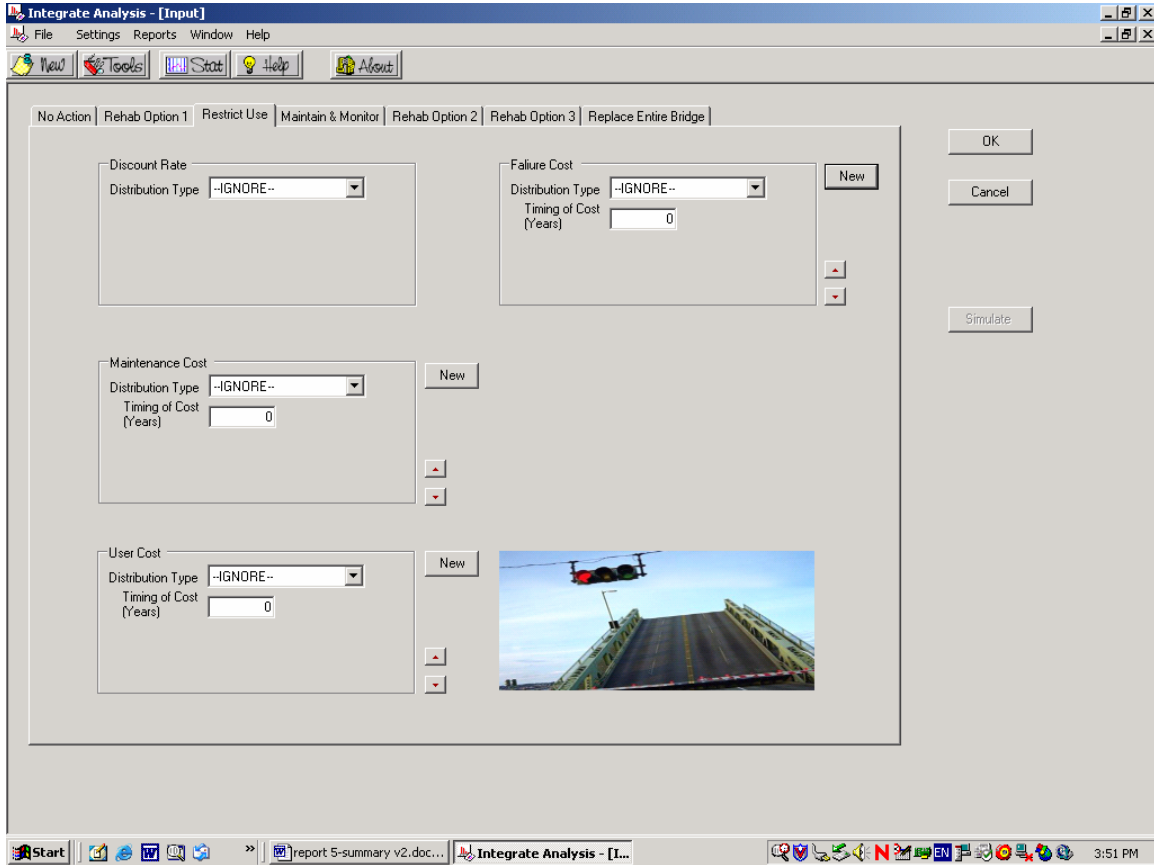 Integrate Analysis - [Input]
File Settings Reports Window Help
New Tools Stat Help About
No Action Rehab Option 1 Restrict Use Maintain & Monitor Rehab Option 2 Rehab Option 3 Replace Entire Bridge
OK
Cancel
Simulate
Discount Rate
Distribution Type --IGNORE--
Faliure Cost
Distribution Type --IGNORE--
Timing of Cost
(Years) 0
New
Maintenance Cost
Distribution Type --IGNORE--
Timing of Cost
(Years) 0
New
User Cost
Distribution Type --IGNORE--
Timing of Cost
(Years) 0
New
Start » report 5-summary v2.doc... Integrate Analysis - [I... N EN 3:51 PM